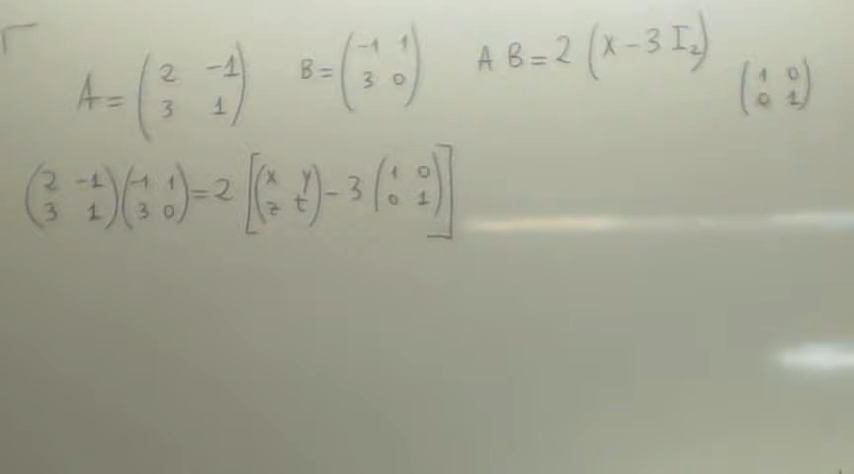 A = (2 -1 3 1) B = (-1 1 3 0) A B = 2 (X - 3 I₂) (1 0 0 1)
(2 -1 3 1)(-1 1 3 0) = 2 [(x y z t) - 3 (1 0 0 1)]